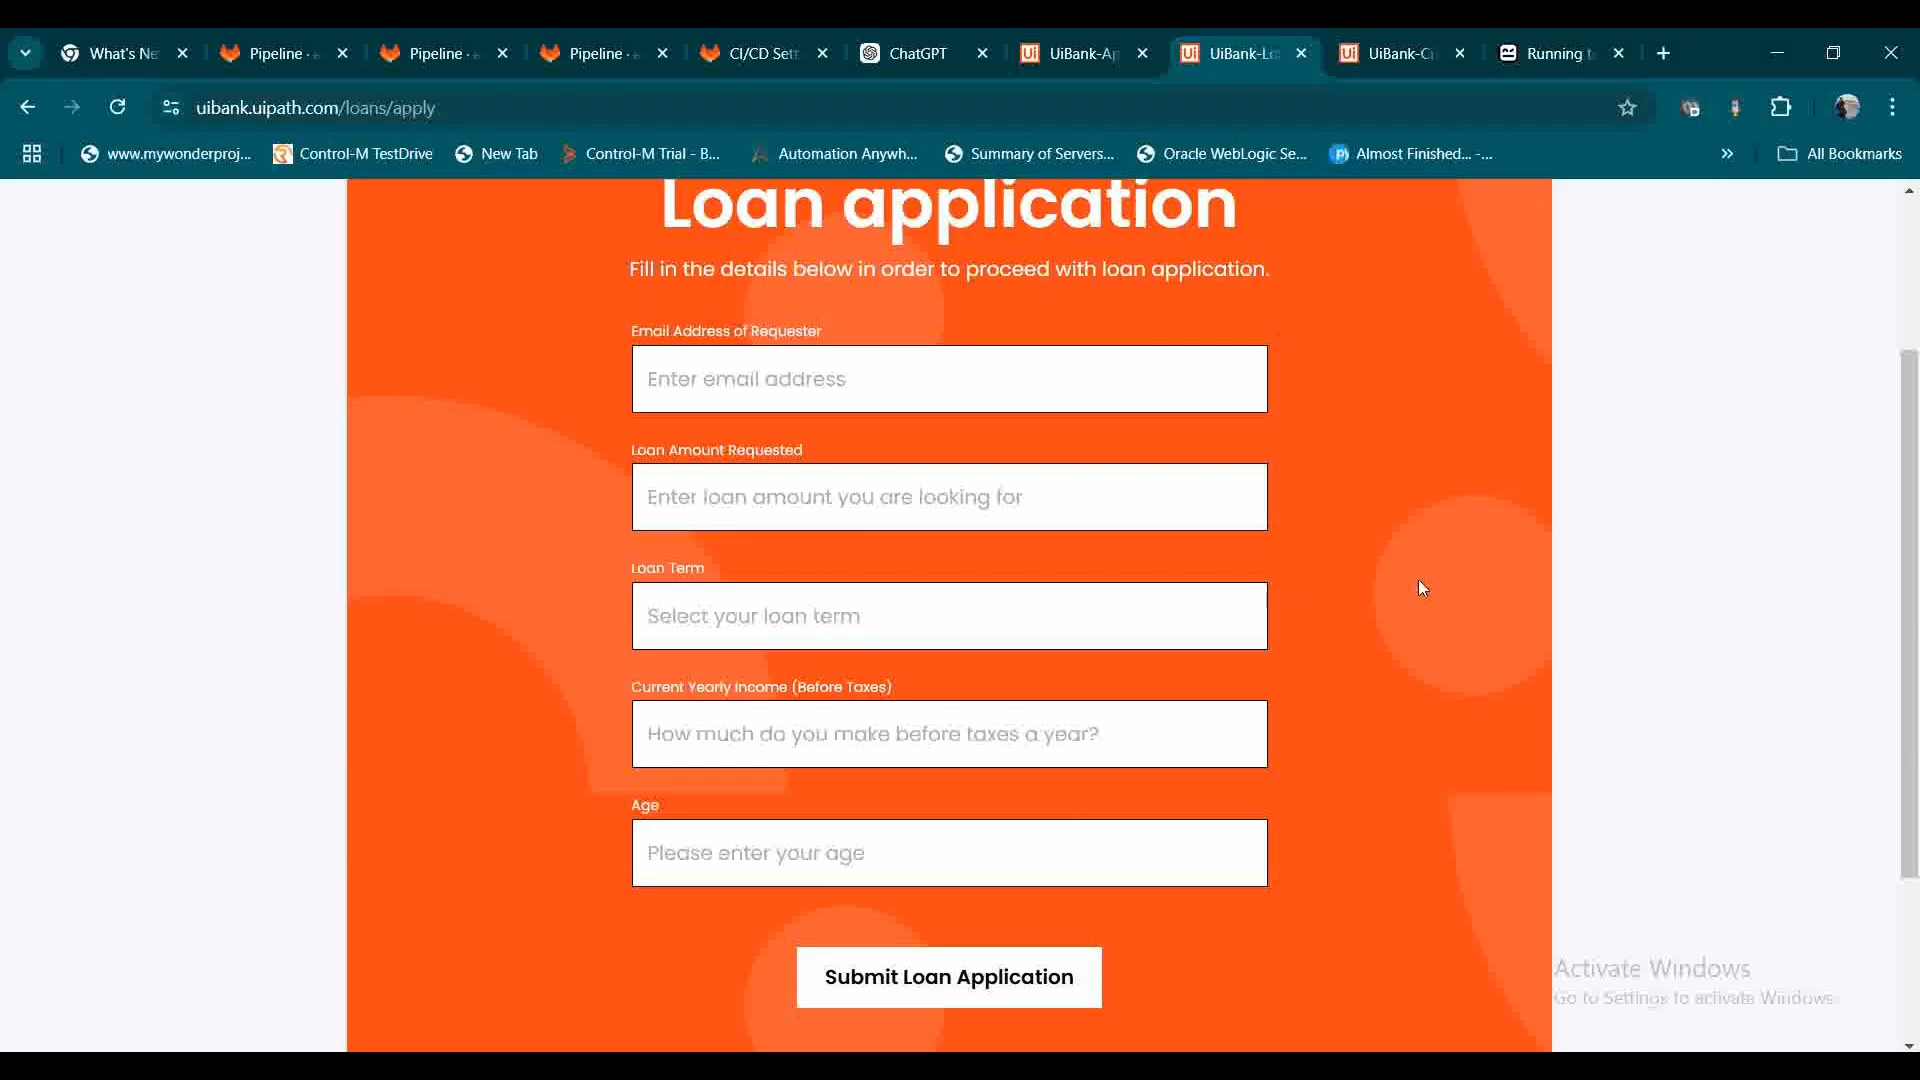 What's Ne
Pipeline ·
Pipeline ·
Pipeline ·
CI/CD Sett
ChatGPT
UiBank-Ap
UiBank-Lo
UiBank-C
Running t
uibank.uipath.com/loans/apply
www.mywonderproj...
Control-M TestDrive
New Tab
Control-M Trial - B...
Automation Anywh...
Summary of Servers...
Oracle WebLogic Se...
Almost Finished... -...
All Bookmarks
Loan application
Fill in the details below in order to proceed with loan application.
Email Address of Requester
Enter email address
Loan Amount Requested
Enter loan amount you are looking for
Loan Term
Select your loan term
Current Yearly Income (Before Taxes)
How much do you make before taxes a year?
Age
Please enter your age
Submit Loan Application
Activate Windows
Go to Settings to activate Windows.